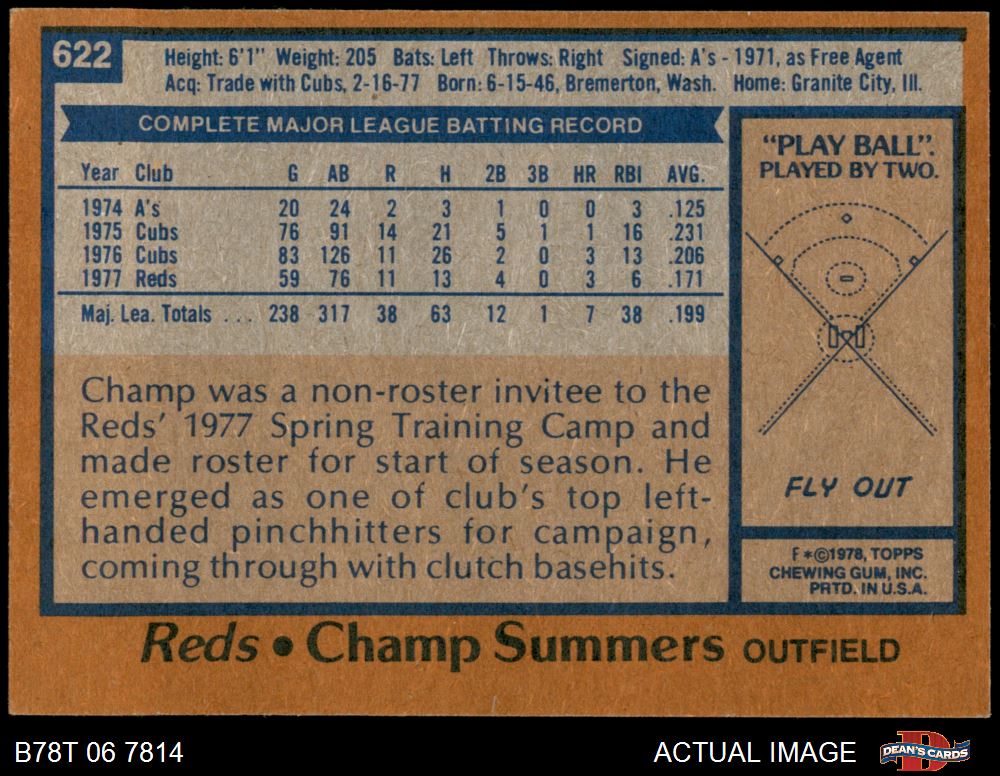 622
Height: 6'1" Weight: 205 Bats: Left Throws: Right Signed: A's - 1971, as Free Agent
Acq: Trade with Cubs, 2-16-77 Born: 6-15-46, Bremerton, Wash. Home: Granite City, Ill.
COMPLETE MAJOR LEAGUE BATTING RECORD
Year Club G AB R H 2B 3B HR RBI AVG.
1974 A's 20 24 2 3 1 0 0 3 .125
1975 Cubs 76 91 14 21 5 1 1 16 .231
1976 Cubs 83 126 11 26 2 0 3 13 .206
1977 Reds 59 76 11 13 4 0 3 6 .171
Maj. Lea. Totals ... 238 317 38 63 12 1 7 38 .199
Champ was a non-roster invitee to the
Reds' 1977 Spring Training Camp and
made roster for start of season. He
emerged as one of club's top left-
handed pinchhitters for campaign,
coming through with clutch basehits.
"PLAY BALL".
PLAYED BY TWO.
FLY OUT
F*©1978, TOPPS
CHEWING GUM, INC.
PRTD. IN U.S.A.
Reds • Champ Summers OUTFIELD
B78T 06 7814
ACTUAL IMAGE
DEAN'S CARDS